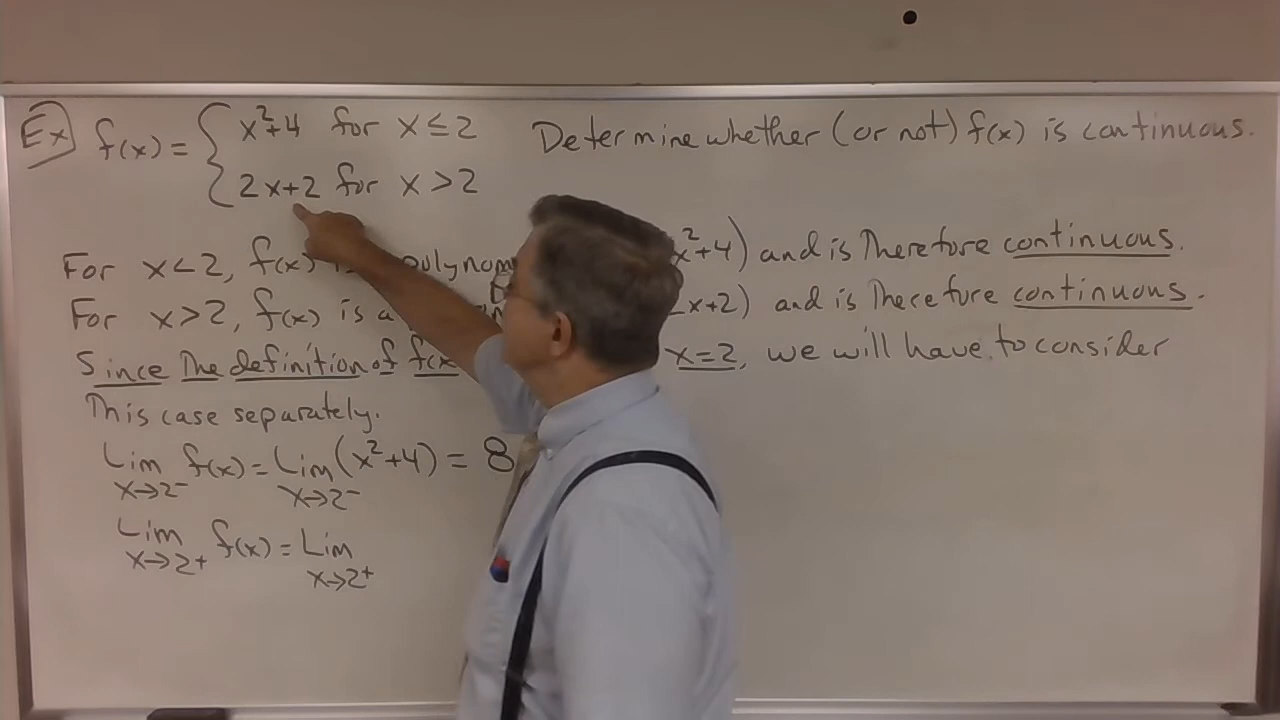 Ex f(x) = { x²+4 for x ≤ 2 Determine whether (or not) f(x) is continuous.
2x+2 for x > 2
For x<2, f(x) polynom x²+4) and is Therefore continuous.
For x>2, f(x) is a x+2) and is Therefore continuous.
Since The definition of f(x x=2, we will have to consider
This case separately.
Lim x→2⁻ f(x) = Lim x→2⁻ (x²+4) = 8
Lim x→2⁺ f(x) = Lim x→2⁺